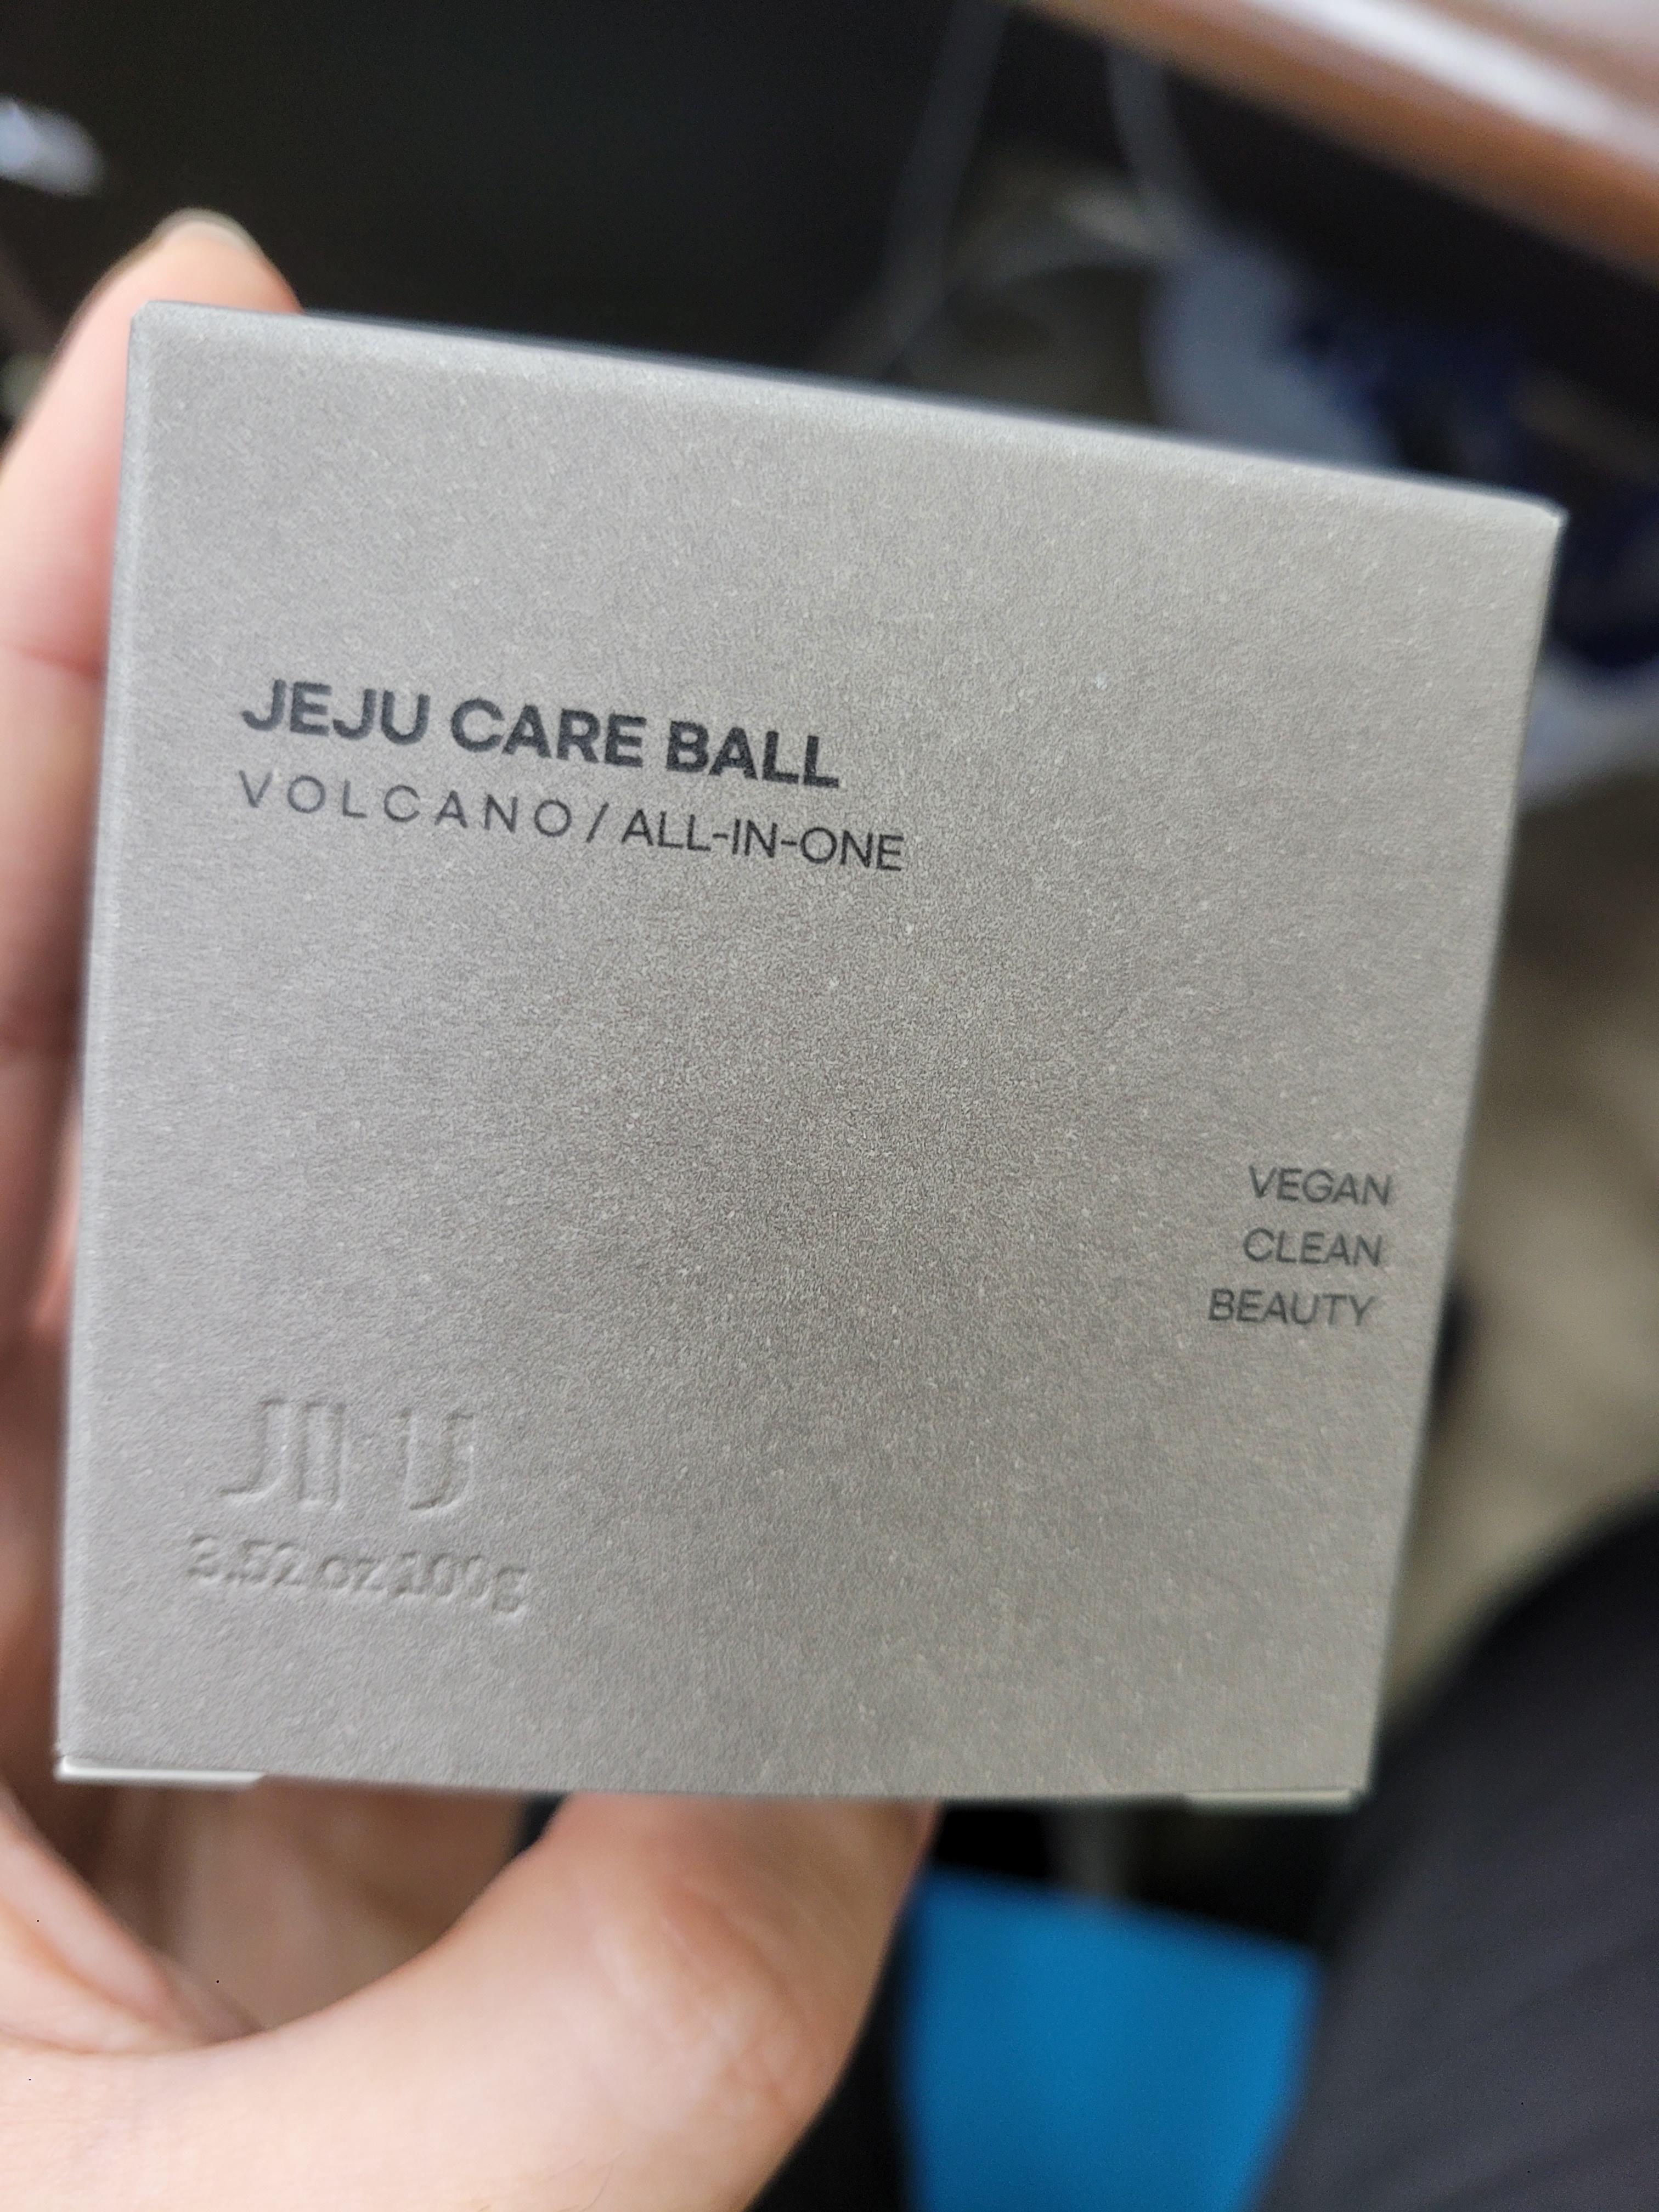 JEJU CARE BALL
VOLCANO / ALL-IN-ONE
VEGAN
CLEAN
BEAUTY
3.52 oz 100g